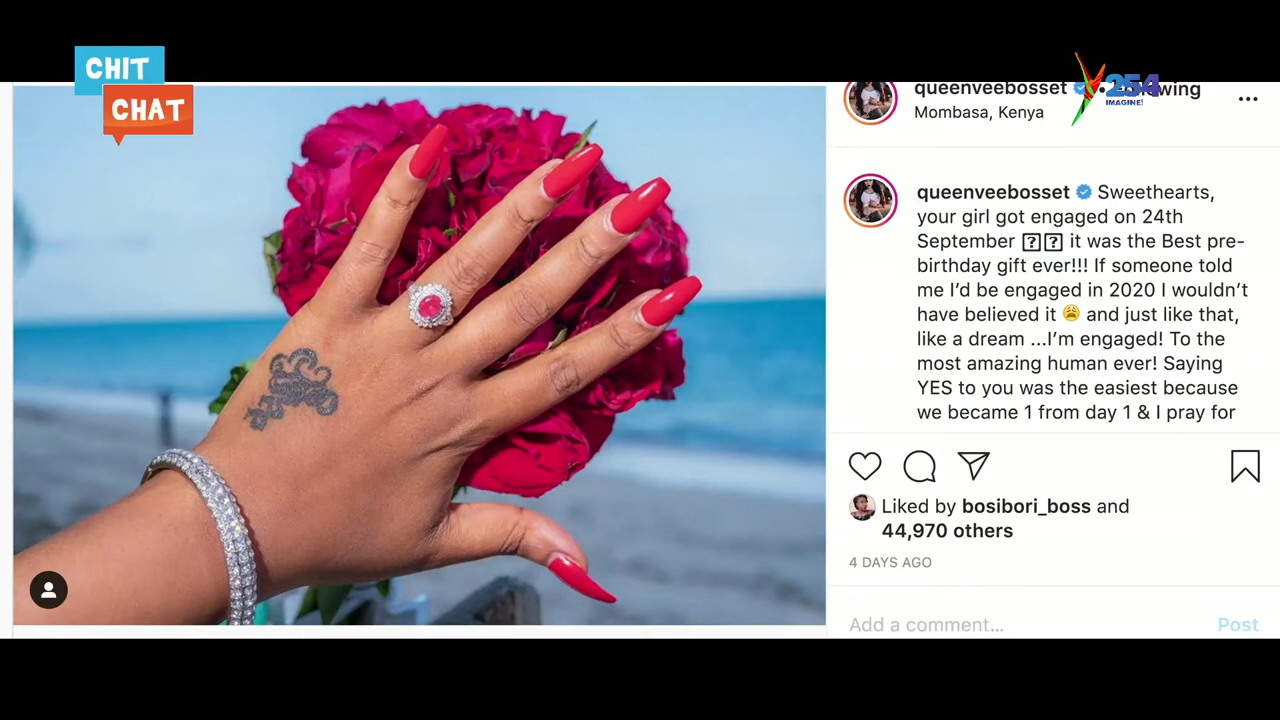 CHIT
CHAT
254
IMAGINE!
queenveebosset
Mombasa, Kenya
queenveebosset Sweethearts,
your girl got engaged on 24th
September it was the Best pre-
birthday gift ever!!! If someone told
me I'd be engaged in 2020 I wouldn't
have believed it 😩 and just like that,
like a dream ...I'm engaged! To the
most amazing human ever! Saying
YES to you was the easiest because
we became 1 from day 1 & I pray for
Liked by bosibori_boss and
44,970 others
4 DAYS AGO
Add a comment... Post